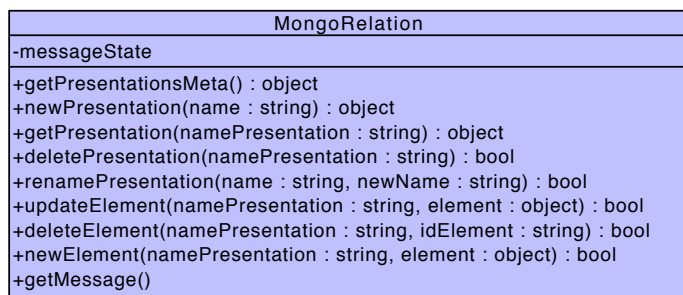 MongoRelation
-messageState
+getPresentationsMeta() : object
+newPresentation(name : string) : object
+getPresentation(namePresentation : string) : object
+deletePresentation(namePresentation : string) : bool
+renamePresentation(name : string, newName : string) : bool
+updateElement(namePresentation : string, element : object) : bool
+deleteElement(namePresentation : string, idElement : string) : bool
+newElement(namePresentation : string, element : object) : bool
+getMessage()